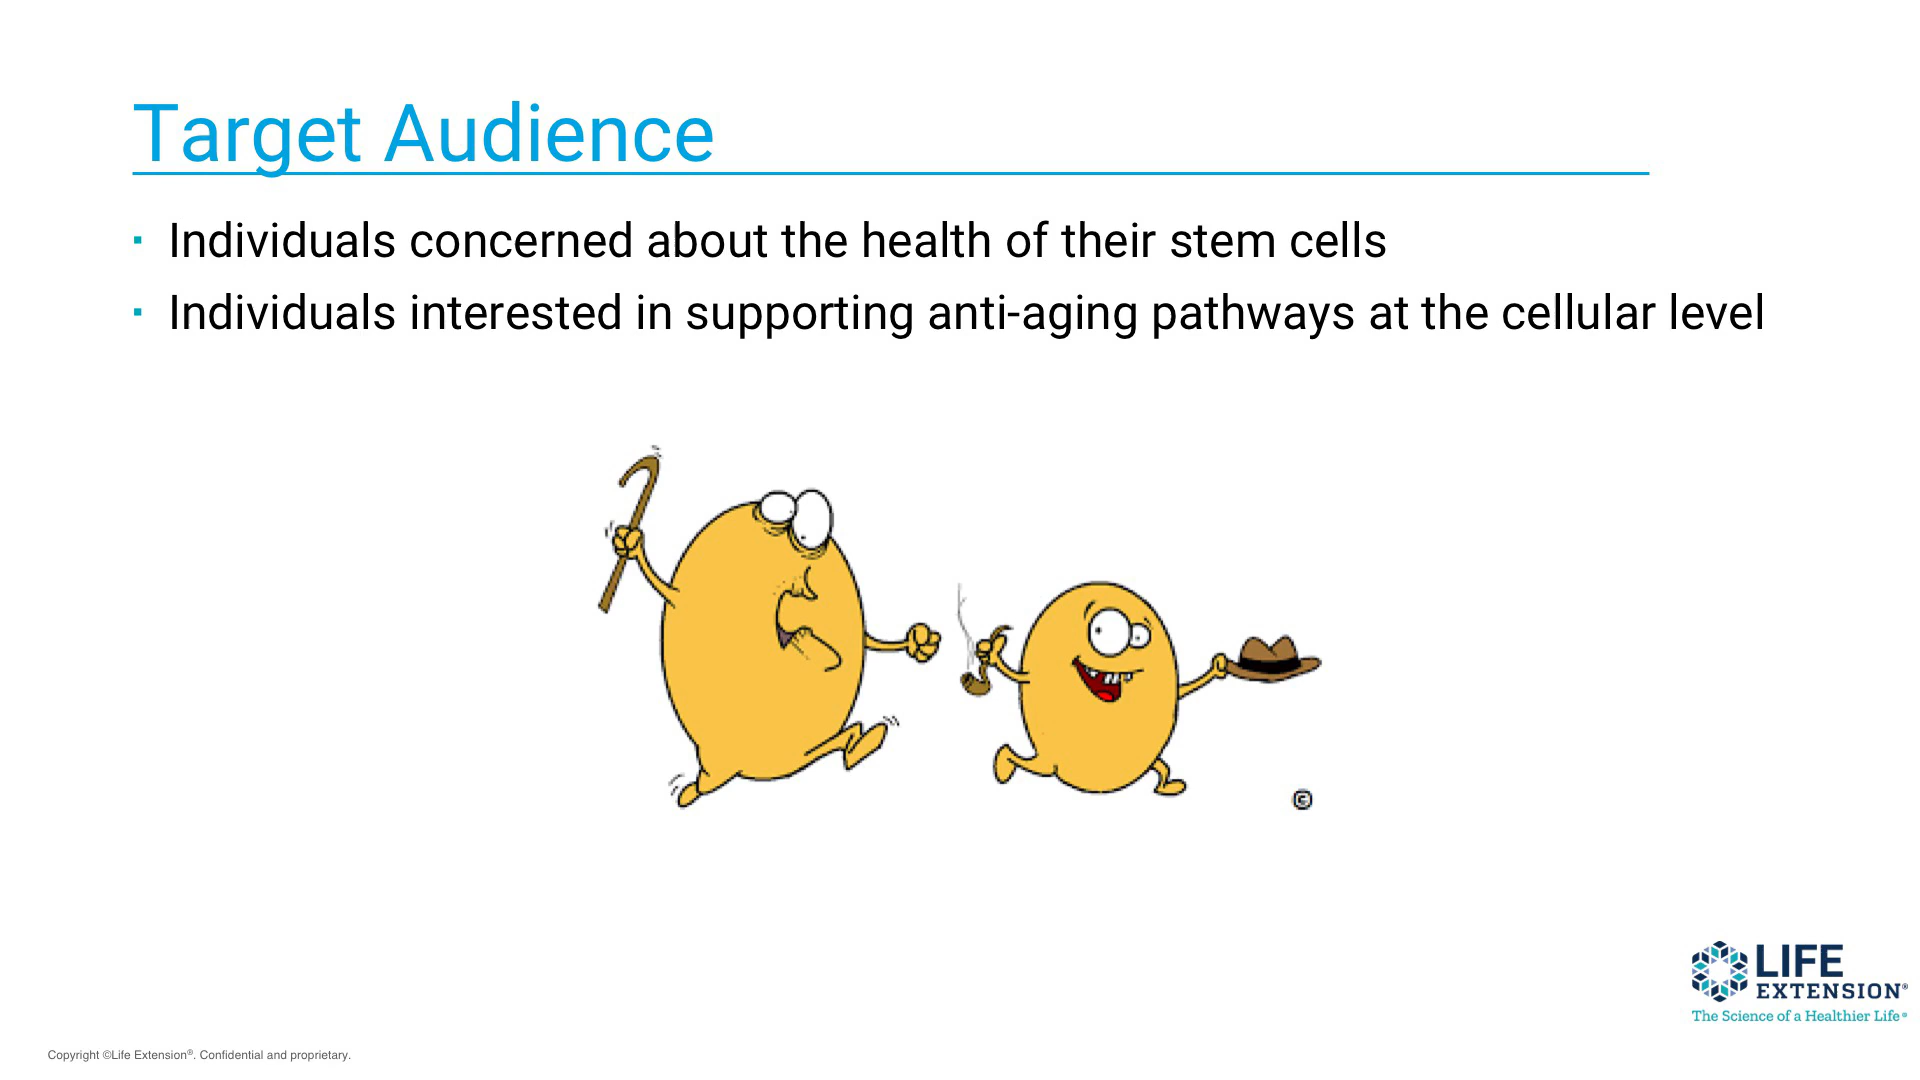 Target Audience
▪ Individuals concerned about the health of their stem cells
▪ Individuals interested in supporting anti-aging pathways at the cellular level
©
LIFE
EXTENSION®
The Science of a Healthier Life®
Copyright ©Life Extension®. Confidential and proprietary.